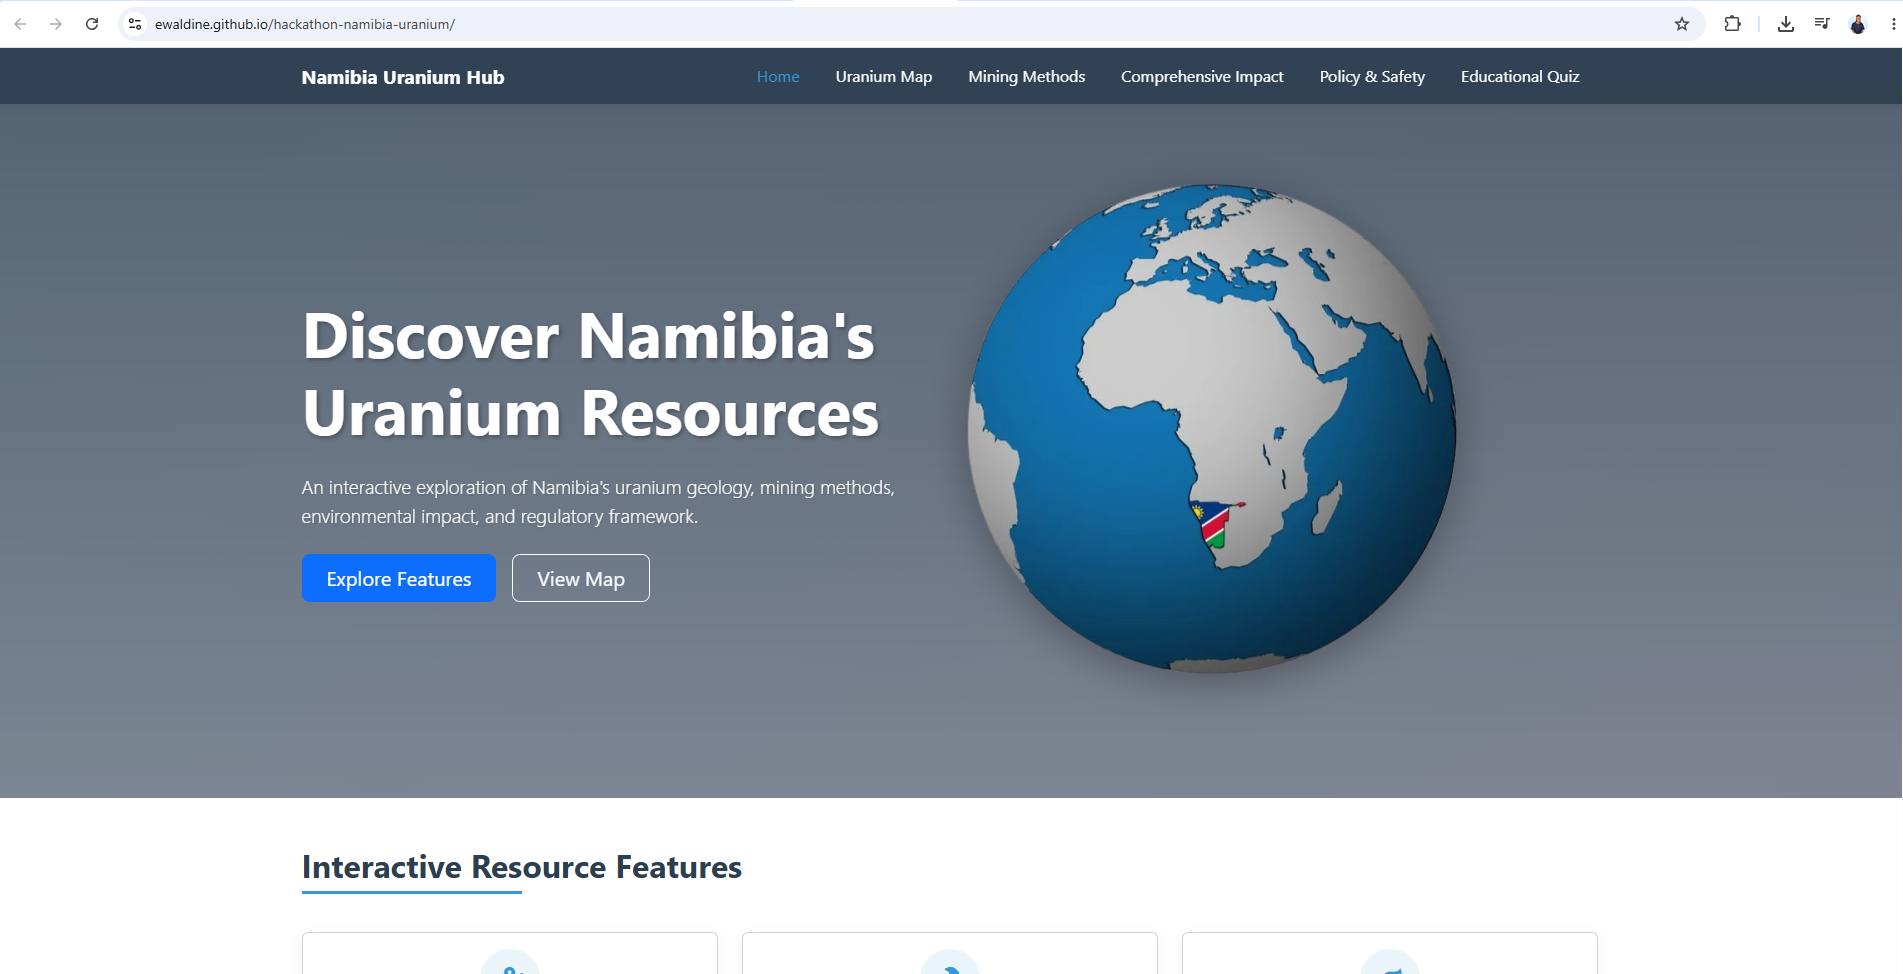 ewaldine.github.io/hackathon-namibia-uranium/
Namibia Uranium Hub
Home
Uranium Map
Mining Methods
Comprehensive Impact
Policy & Safety
Educational Quiz
Discover Namibia's
Uranium Resources
An interactive exploration of Namibia's uranium geology, mining methods,
environmental impact, and regulatory framework.
Explore Features
View Map
Interactive Resource Features